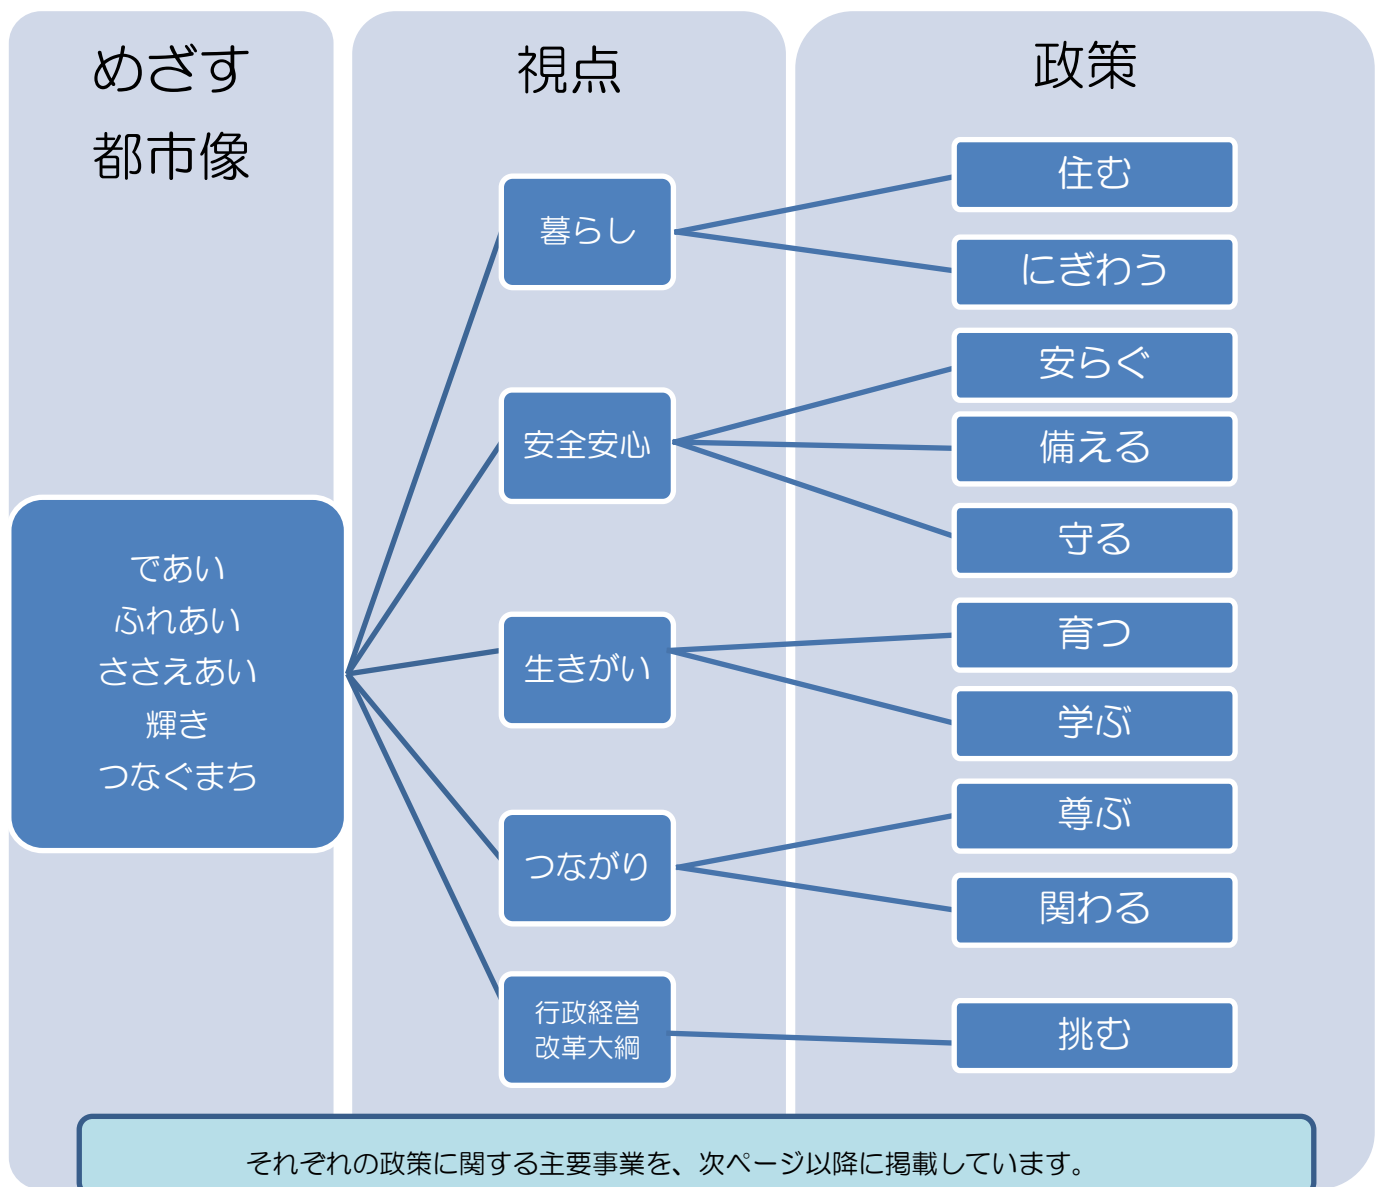 めざす
都市像
視点
政策
であい
ふれあい
ささえあい
輝き
つなぐまち
暮らし
安全安心
生きがい
つながり
行政経営
改革大綱
住む
にぎわう
安らぐ
備える
守る
育つ
学ぶ
尊ぶ
関わる
挑む
それぞれの政策に関する主要事業を、次ページ以降に掲載しています。